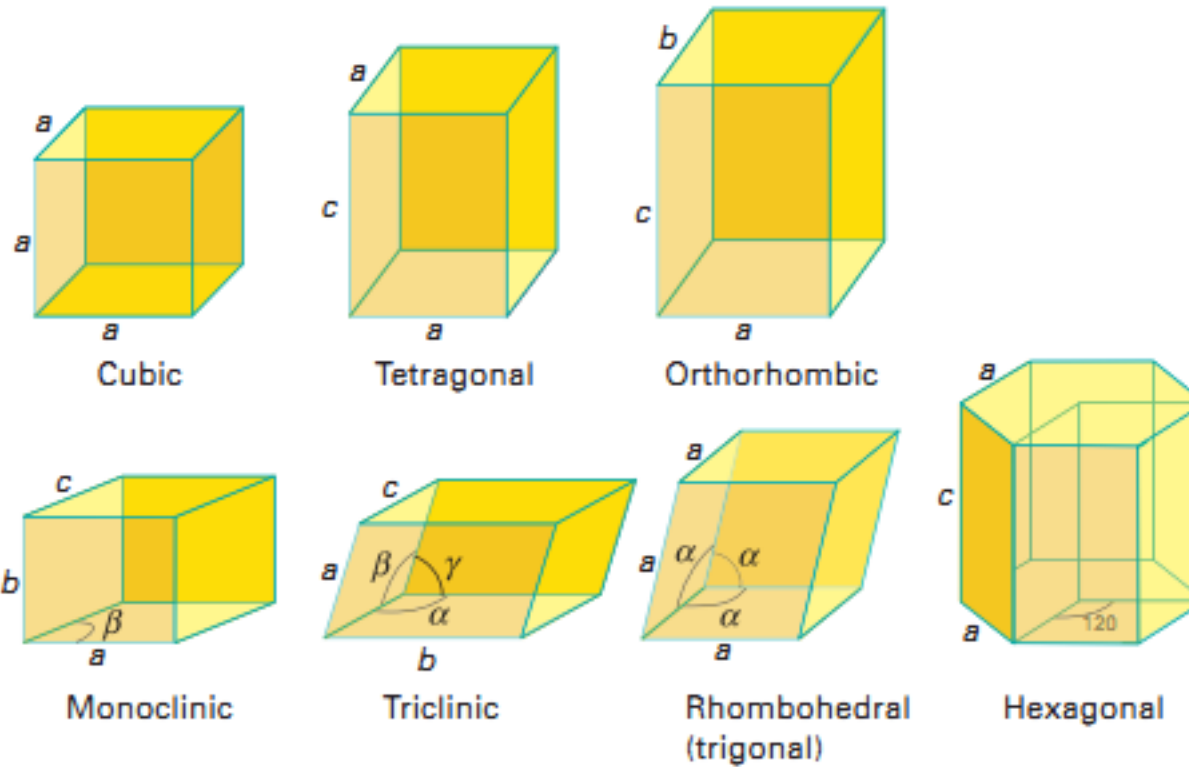 a
a
a
Cubic
a
c
a
Tetragonal
b
c
a
Orthorhombic
c
b
β
a
Monoclinic
c
a
β
γ
α
b
Triclinic
a
a
α
α
α
a
Rhombohedral
(trigonal)
a
c
a
120
Hexagonal